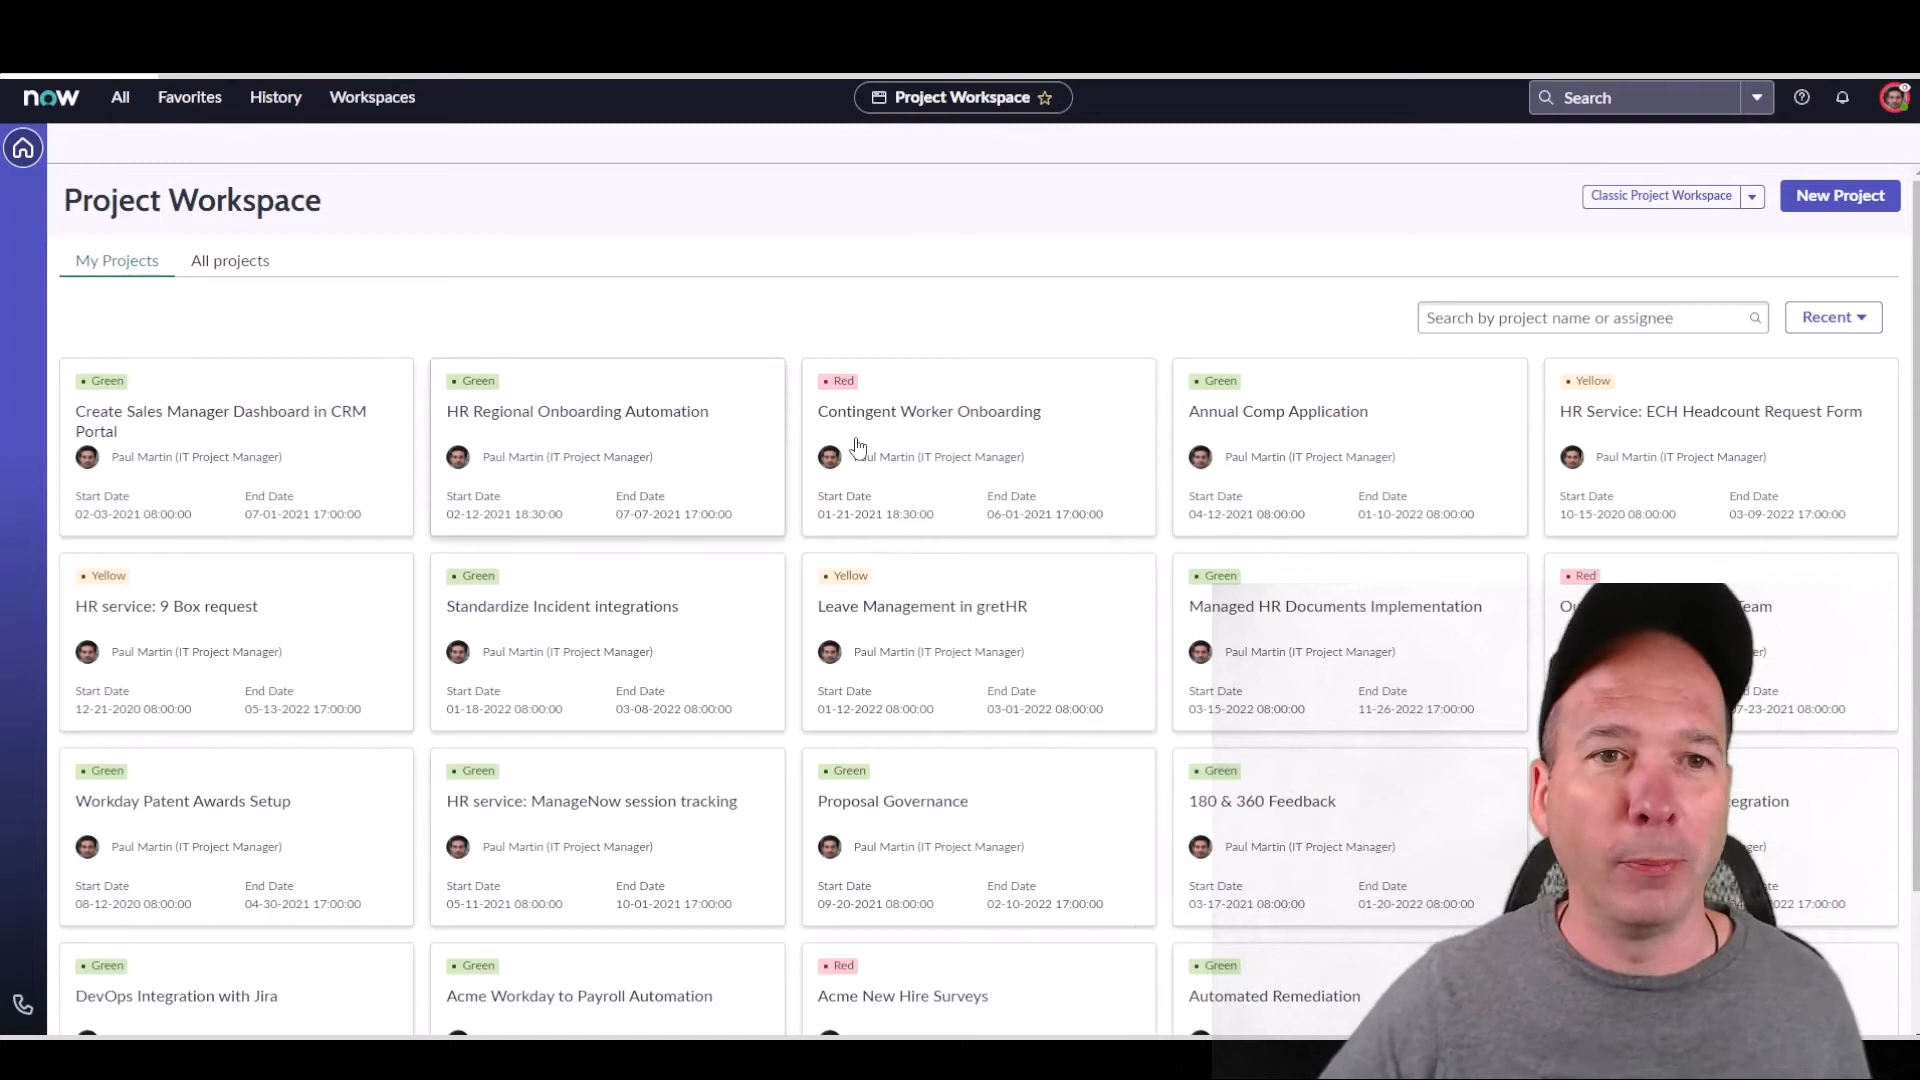 now All Favorites History Workspaces Project Workspace Search
Project Workspace
Classic Project Workspace New Project
My Projects All projects
Search by project name or assignee Recent
Green Green Red Green Yellow
Create Sales Manager Dashboard in CRM HR Regional Onboarding Automation Contingent Worker Onboarding Annual Comp Application HR Service: ECH Headcount Request Form
Portal
Paul Martin (IT Project Manager) Paul Martin (IT Project Manager) Martin (IT Project Manager) Paul Martin (IT Project Manager) Paul Martin (IT Project Manager)
Start Date End Date Start Date End Date Start Date End Date Start Date End Date Start Date End Date
02-03-2021 08:00:00 07-01-2021 17:00:00 02-12-2021 18:30:00 07-07-2021 17:00:00 01-21-2021 18:30:00 06-01-2021 17:00:00 04-12-2021 08:00:00 01-10-2022 08:00:00 10-15-2020 08:00:00 03-09-2022 17:00:00
Yellow Green Yellow Green Red
HR service: 9 Box request Standardize Incident integrations Leave Management in gretHR Managed HR Documents Implementation Team
Paul Martin (IT Project Manager) Paul Martin (IT Project Manager) Paul Martin (IT Project Manager) Paul Martin (IT Project Manager)
Start Date End Date Start Date End Date Start Date End Date Start Date End Date Date
12-21-2020 08:00:00 05-13-2022 17:00:00 01-18-2022 08:00:00 03-08-2022 08:00:00 01-12-2022 08:00:00 03-01-2022 08:00:00 03-15-2022 08:00:00 11-26-2022 17:00:00 7-23-2021 08:00:00
Green Green Green Green
Workday Patent Awards Setup HR service: ManageNow session tracking Proposal Governance 180 & 360 Feedback
Paul Martin (IT Project Manager) Paul Martin (IT Project Manager) Paul Martin (IT Project Manager) Paul Martin (IT Project Manager)
Start Date End Date Start Date End Date Start Date End Date Start Date End Date
08-12-2020 08:00:00 04-30-2021 17:00:00 05-11-2021 08:00:00 10-01-2021 17:00:00 09-20-2021 08:00:00 02-10-2022 17:00:00 03-17-2021 08:00:00 01-20-2022 08:00:00 17:00:00
Green Green Red Green
DevOps Integration with Jira Acme Workday to Payroll Automation Acme New Hire Surveys Automated Remediation